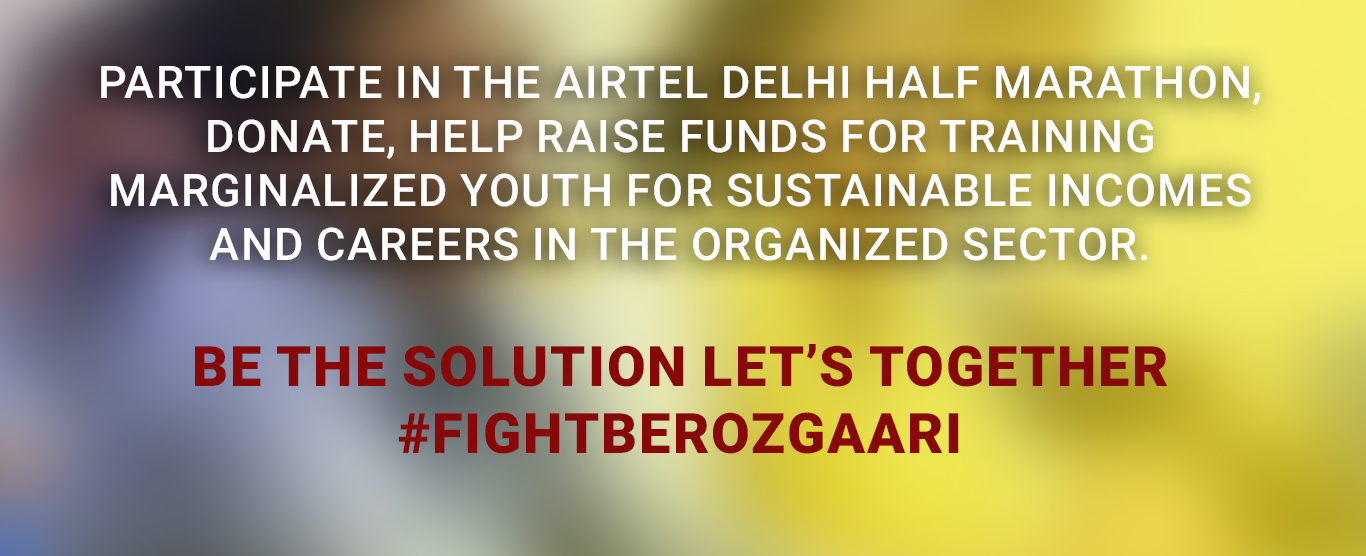 PARTICIPATE IN THE AIRTEL DELHI HALF MARATHON,
DONATE, HELP RAISE FUNDS FOR TRAINING
MARGINALIZED YOUTH FOR SUSTAINABLE INCOMES
AND CAREERS IN THE ORGANIZED SECTOR.
BE THE SOLUTION LET’S TOGETHER
#FIGHTBEROZGAARI